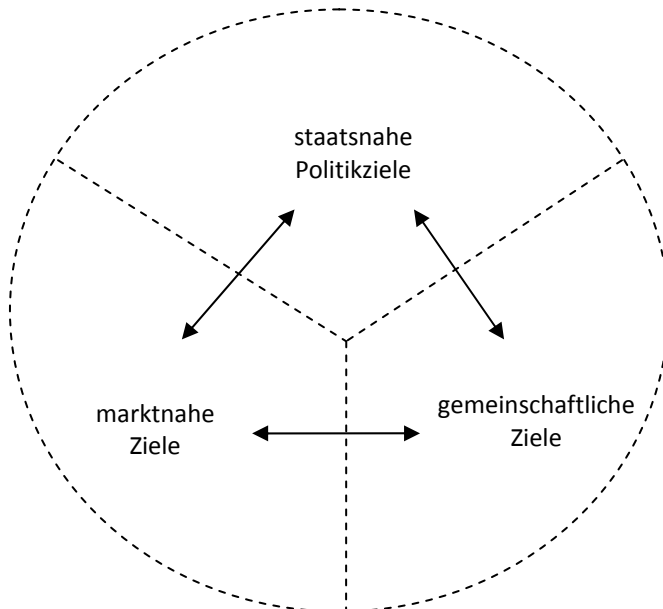 staatsnahe
Politikziele
marktnahe
Ziele
gemeinschaftliche
Ziele